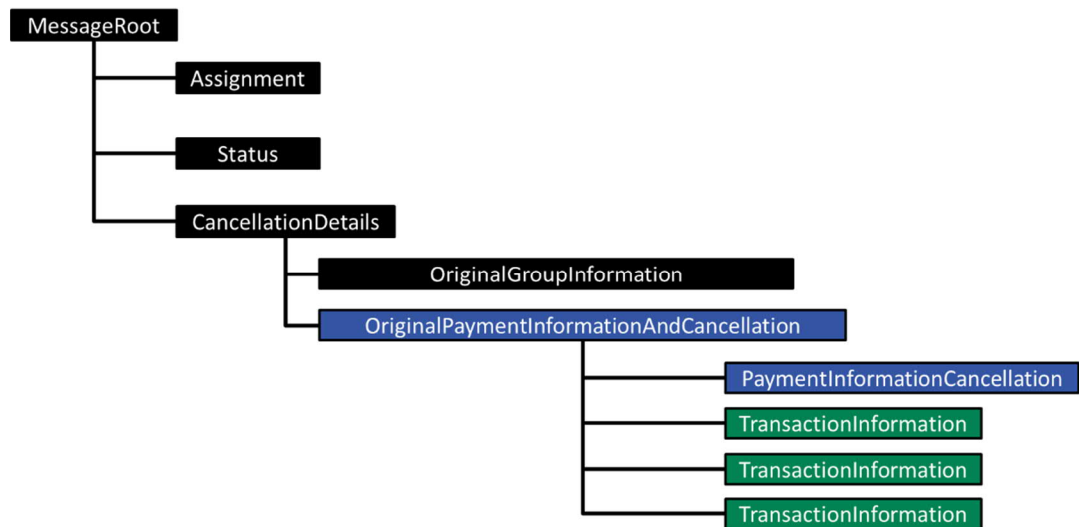 MessageRoot
Assignment
Status
CancellationDetails
OriginalGroupInformation
OriginalPaymentInformationAndCancellation
PaymentInformationCancellation
TransactionInformation
TransactionInformation
TransactionInformation